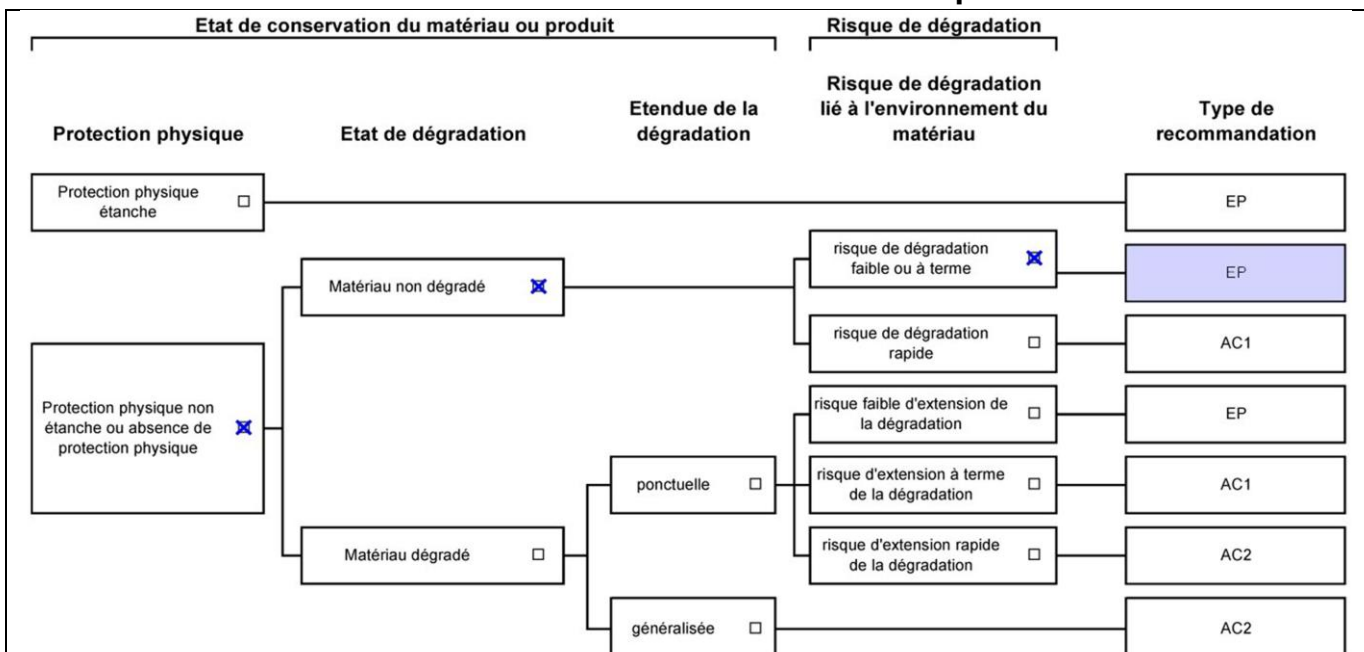 Etat de conservation du matériau ou produit
Risque de dégradation
Protection physique
Etat de dégradation
Etendue de la
dégradation
Risque de dégradation
lié à l'environnement du
matériau
Type de
recommandation
Protection physique
étanche
EP
risque de dégradation
faible ou à terme
EP
Matériau non dégradé
risque de dégradation
rapide
AC1
Protection physique non
étanche ou absence de
protection physique
risque faible d'extension de
la dégradation
EP
ponctuelle
risque d'extension à terme
de la dégradation
AC1
Matériau dégradé
risque d'extension rapide
de la dégradation
AC2
généralisée
AC2